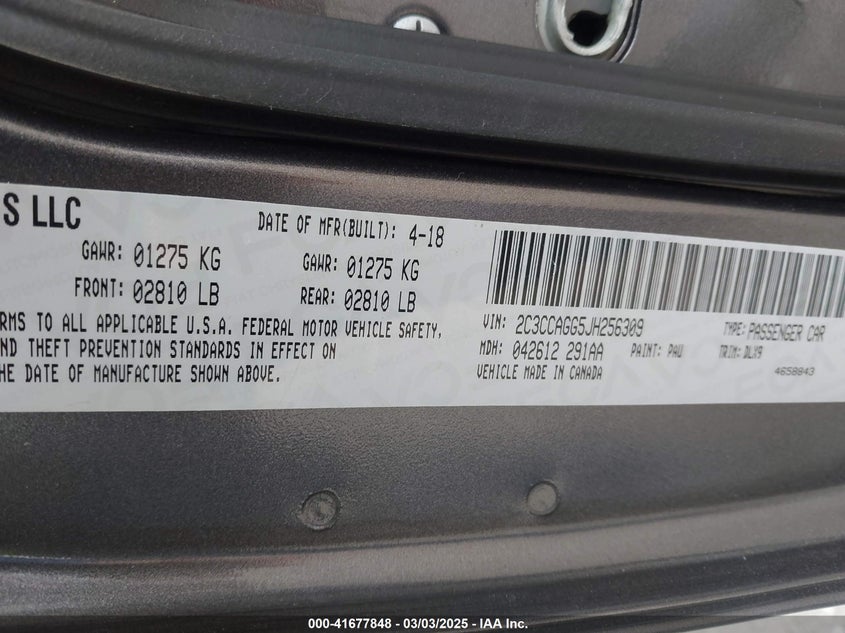 S LLC
DATE OF MFR(BUILT): 4-18
GAWR: 01275 KG
GAWR: 01275 KG
FRONT: 02810 LB
REAR: 02810 LB
RMS TO ALL APPLICABLE U.S.A. FEDERAL MOTOR VEHICLE SAFETY,
ND THEFT PREVENTION STANDARDS IN EFFECT ON
HE DATE OF MANUFACTURE SHOWN ABOVE.
VIN: 2C3CCAGG5JH256309 TYPE: PASSENGER CAR
MDH: 042612 291AA PAINT: PAU TRIM: DLX9
VEHICLE MADE IN CANADA 4658843
000-41677848 - 03/03/2025 - IAA Inc.